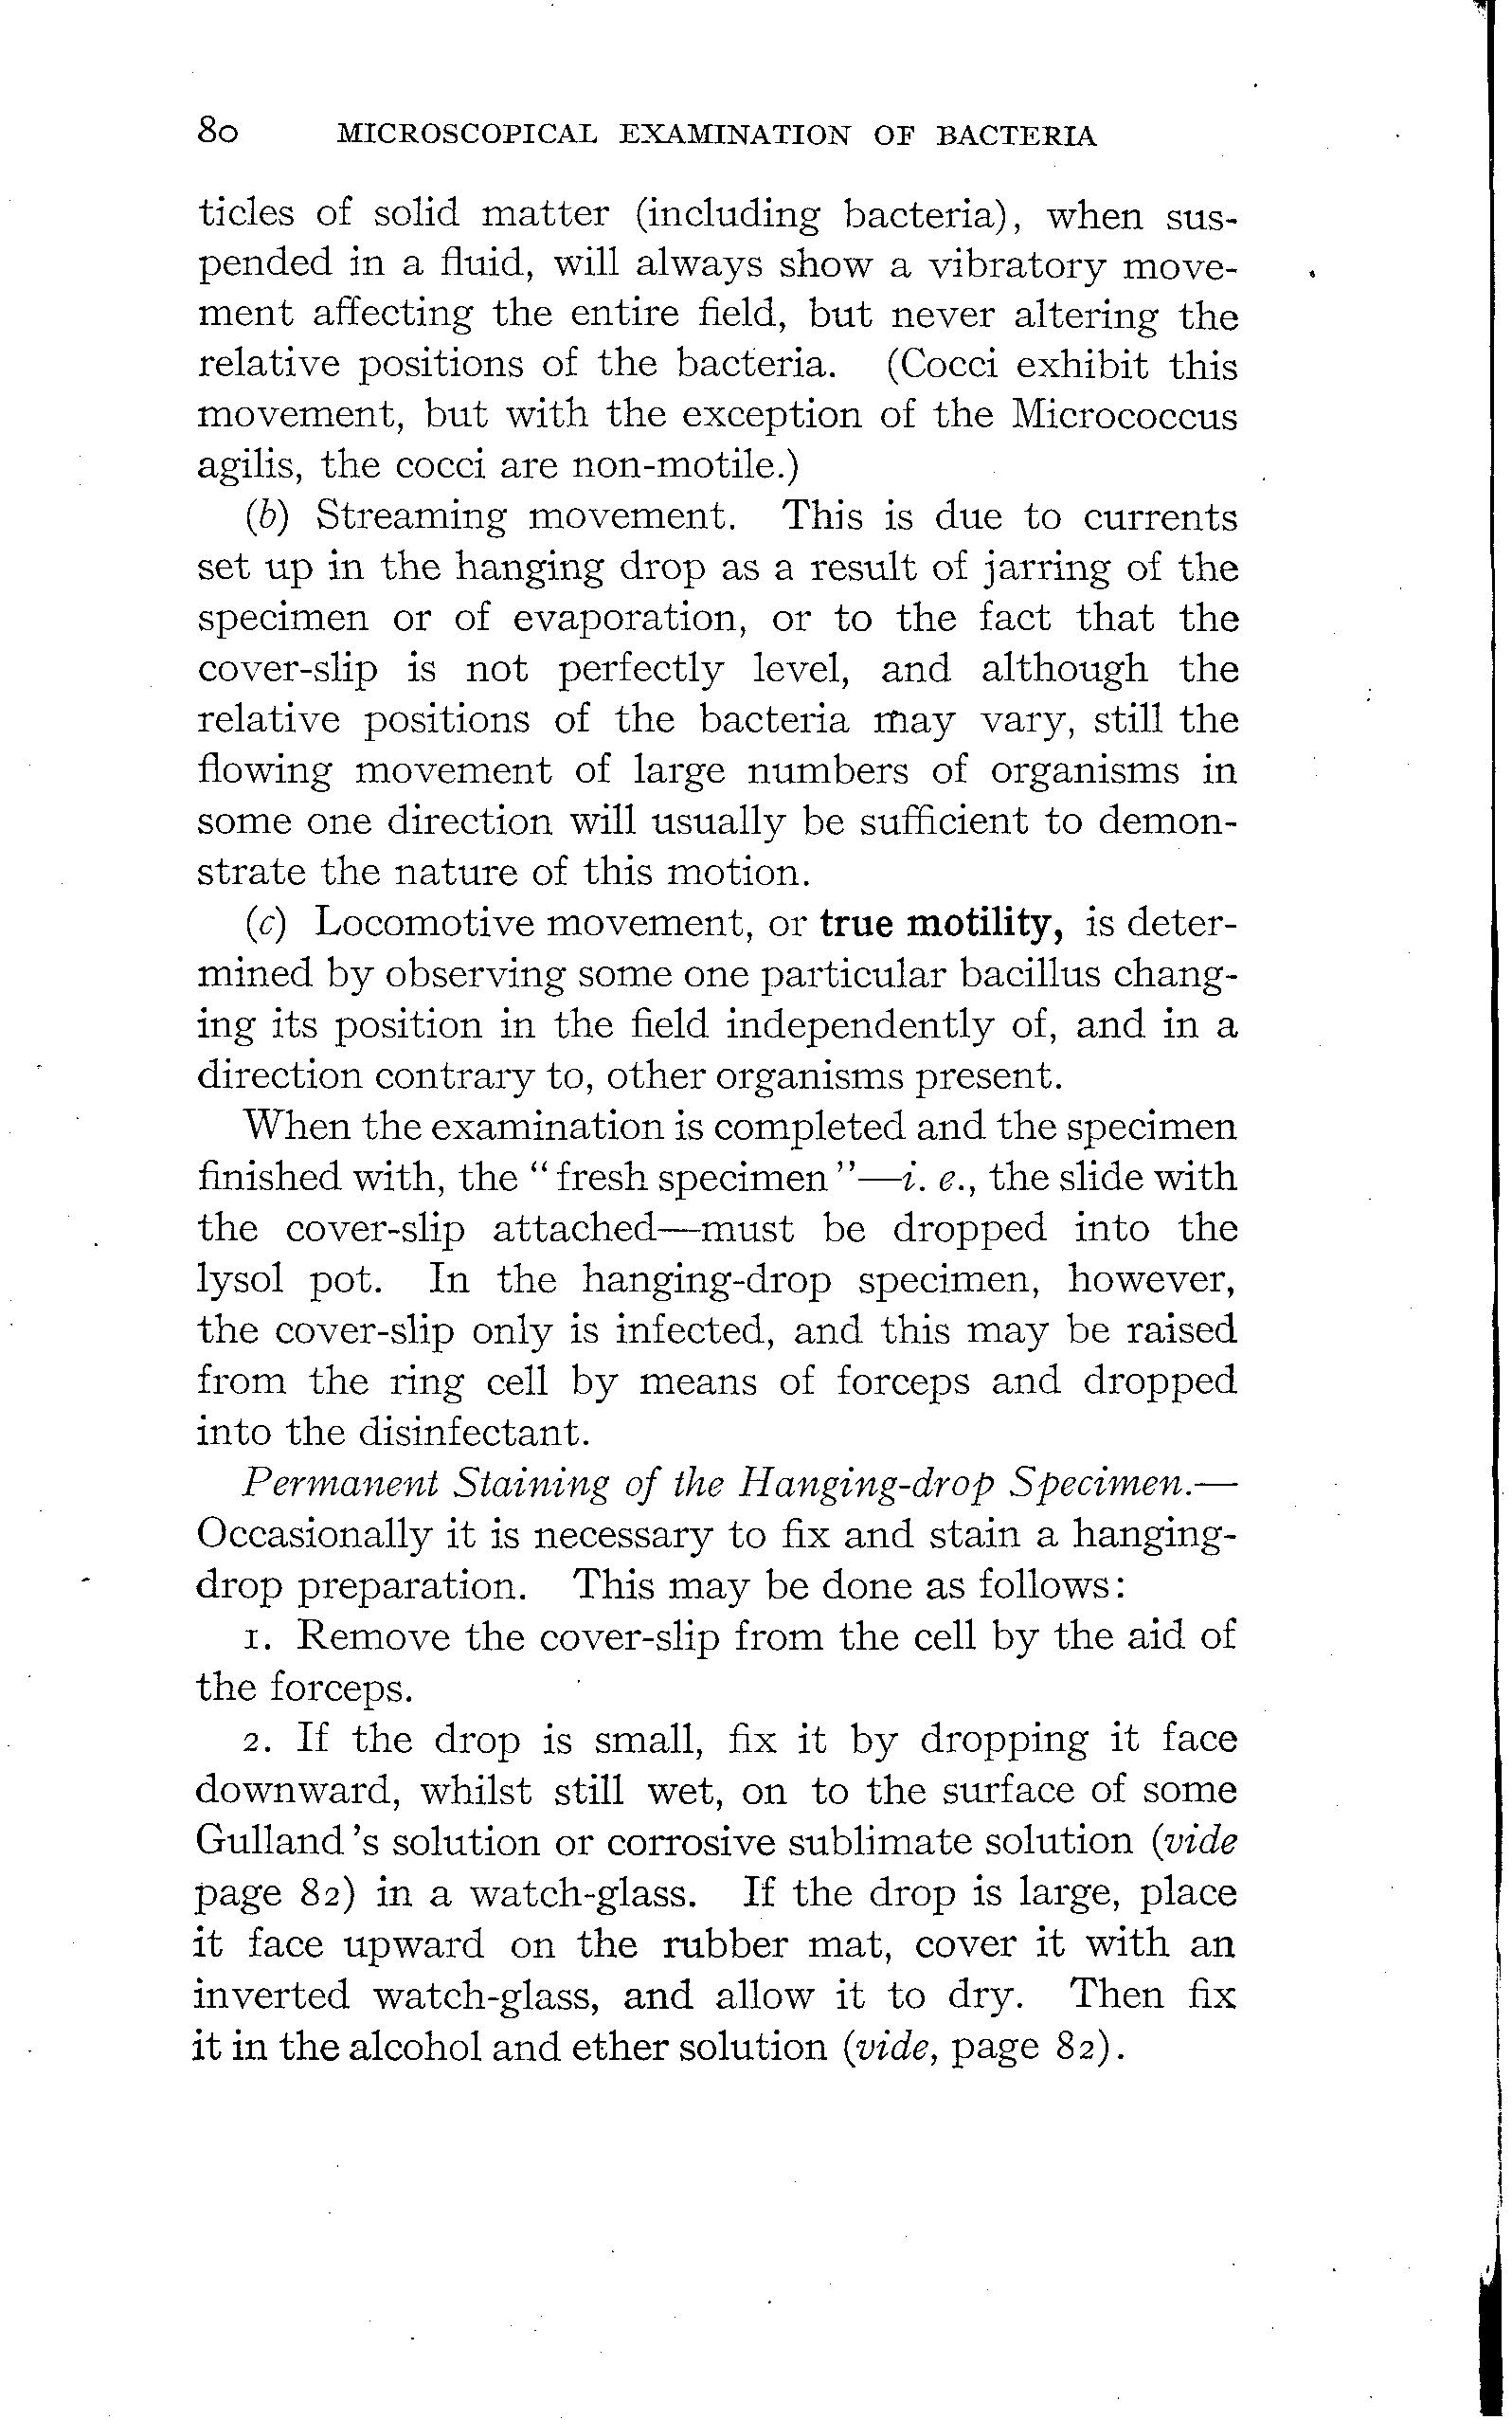 80 MICROSCOPICAL EXAMINATION OF BACTERIA
ticles of solid matter (including bacteria), when sus-
pended in a fluid, will always show a vibratory move-
ment affecting the entire field, but never altering the
relative positions of the bacteria. (Cocci exhibit this
movement, but with the exception of the Micrococcus
agilis, the cocci are non-motile.)
(b) Streaming movement. This is due to currents
set up in the hanging drop as a result of jarring of the
specimen or of evaporation, or to the fact that the
cover-slip is not perfectly level, and although the
relative positions of the bacteria may vary, still the
flowing movement of large numbers of organisms in
some one direction will usually be sufficient to demon-
strate the nature of this motion.
(c) Locomotive movement, or true motility, is deter-
mined by observing some one particular bacillus chang-
ing its position in the field independently of, and in a
direction contrary to, other organisms present.
When the examination is completed and the specimen
finished with, the "fresh specimen"—i. e., the slide with
the cover-slip attached—must be dropped into the
lysol pot. In the hanging-drop specimen, however,
the cover-slip only is infected, and this may be raised
from the ring cell by means of forceps and dropped
into the disinfectant.
Permanent Staining of the Hanging-drop Specimen.—
Occasionally it is necessary to fix and stain a hanging-
drop preparation. This may be done as follows:
1. Remove the cover-slip from the cell by the aid of
the forceps.
2. If the drop is small, fix it by dropping it face
downward, whilst still wet, on to the surface of some
Gulland's solution or corrosive sublimate solution (vide
page 82) in a watch-glass. If the drop is large, place
it face upward on the rubber mat, cover it with an
inverted watch-glass, and allow it to dry. Then fix
it in the alcohol and ether solution (vide, page 82).